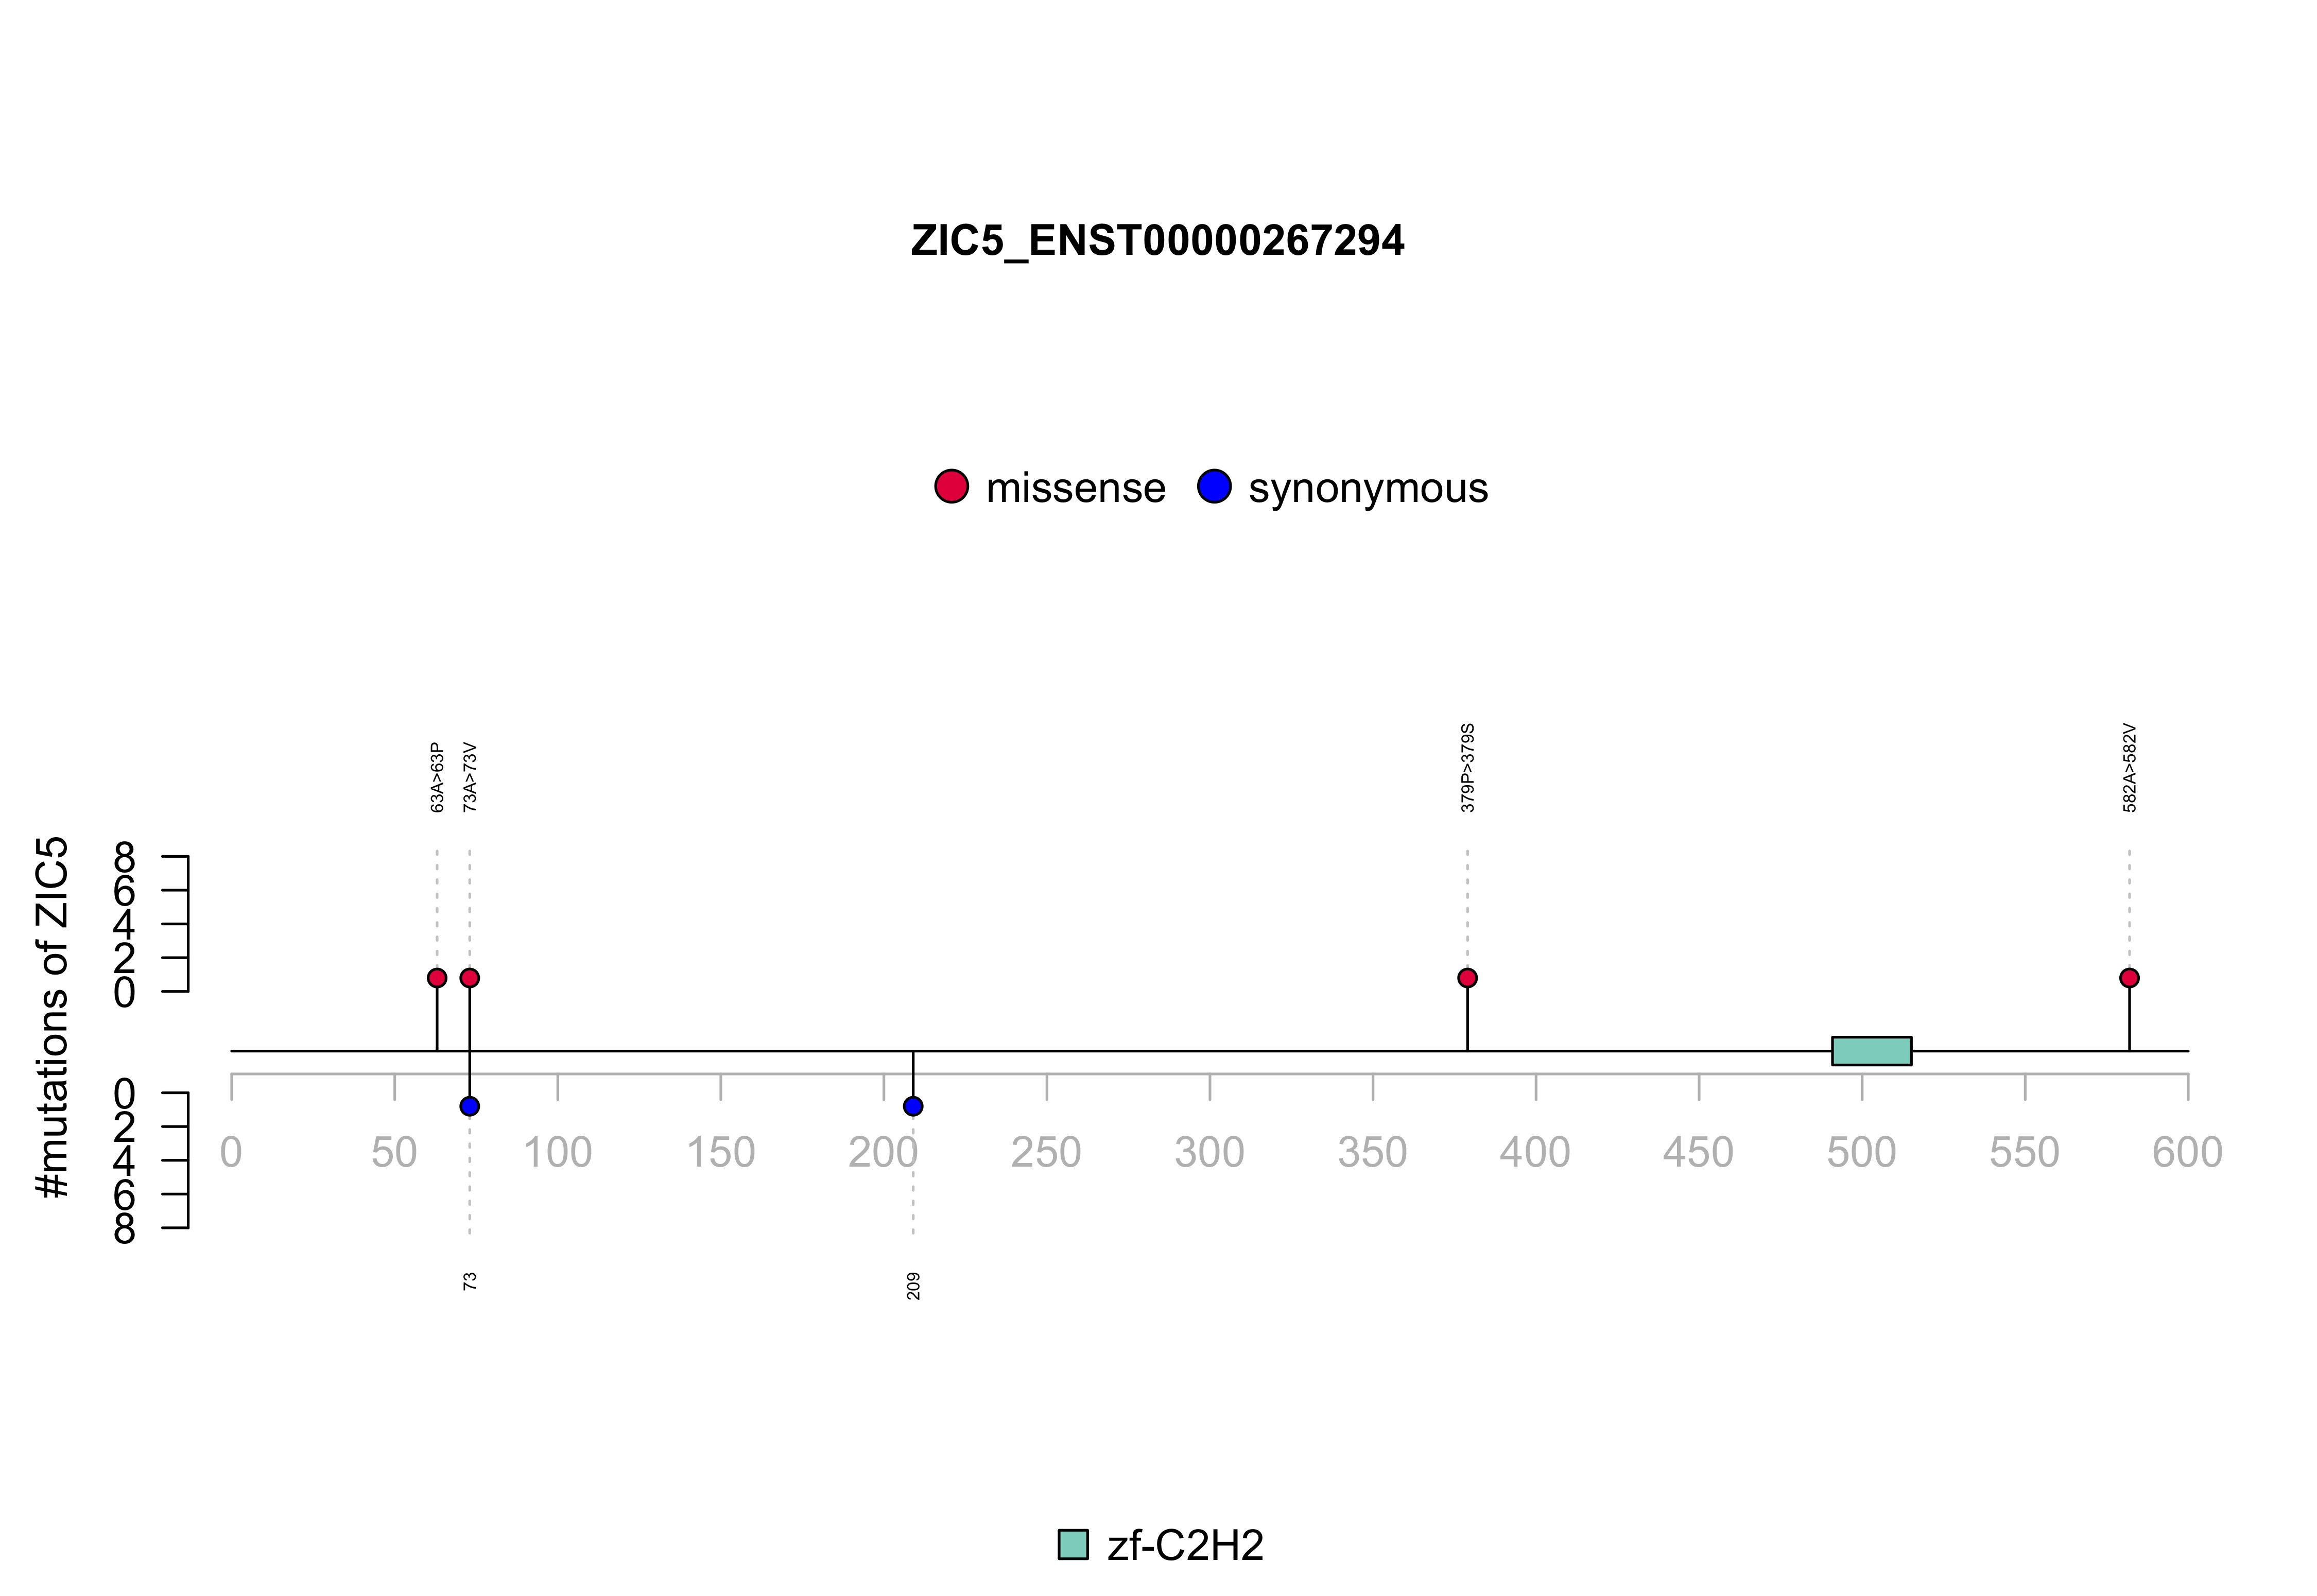 ZIC5_ENST00000267294
missense synonymous
63A>63P
73A>73V
379P>379S
582A>582V
#mutations of ZIC5
8
6
4
2
0
0
2
4
6
8
0 50 100 150 200 250 300 350 400 450 500 550 600
73
209
zf-C2H2